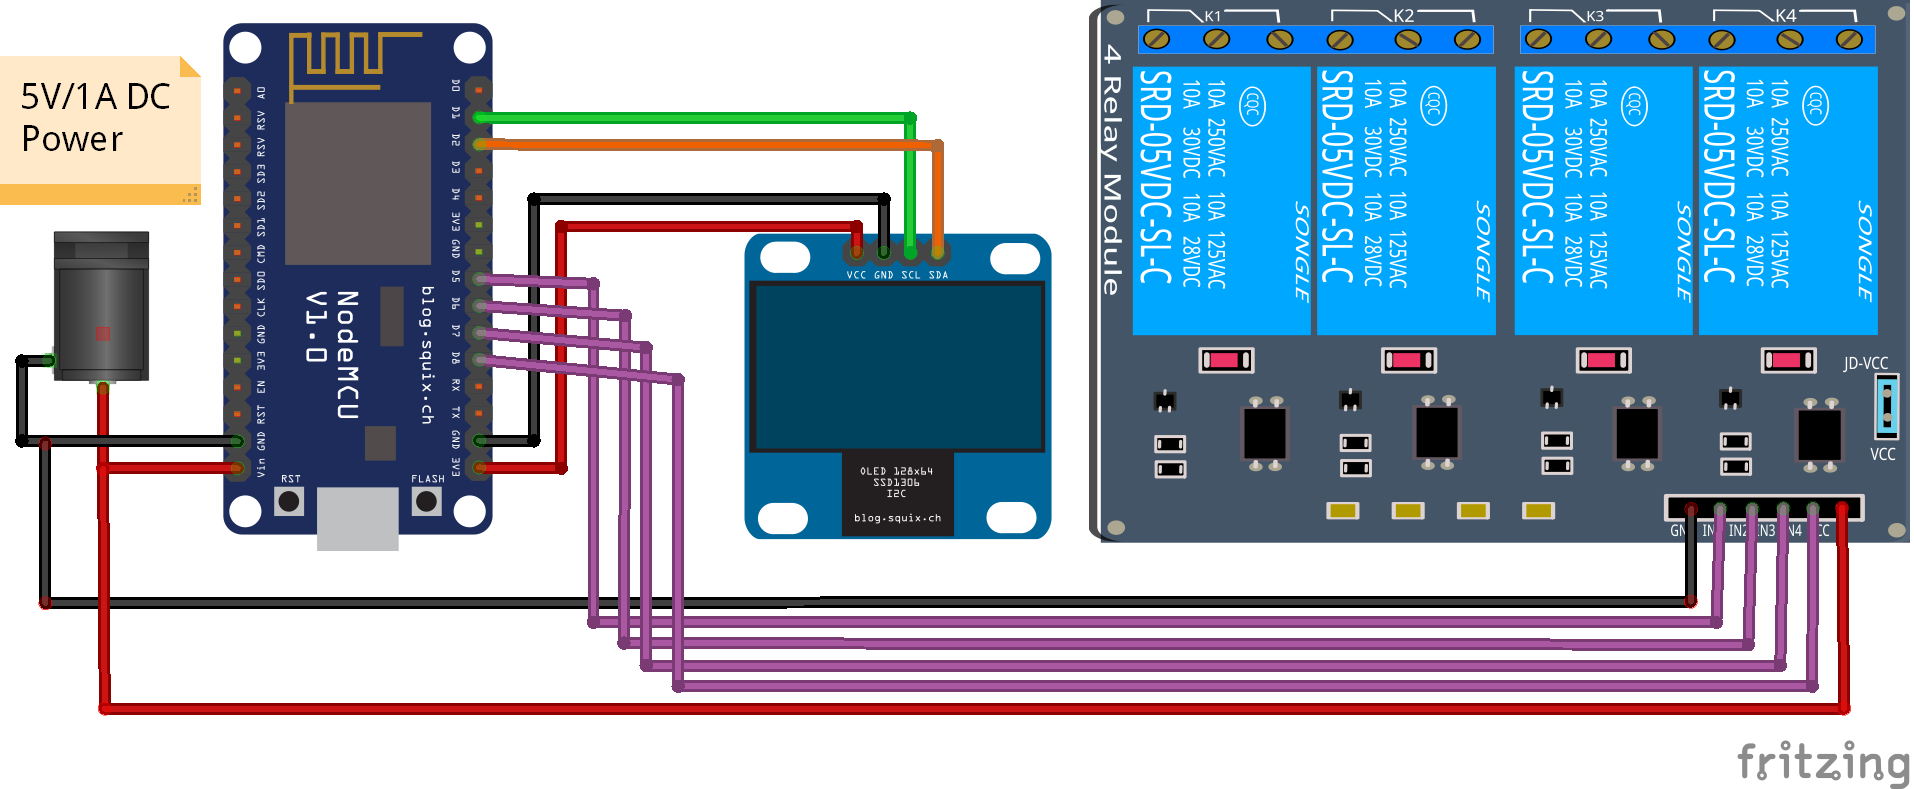 5V/1A DC
Power
A0
RSV
RSV
SD3
SD2
SD1
CMD
SD0
CLK
GND
3V3
EN
RST
GND
Vin
D0
D1
D2
D3
D4
3V3
GND
D5
D6
D7
D8
RX
TX
GND
3V3
NodeMCU
V1.0
blog.squix.ch
RST
FLASH
VCC GND SCL SDA
OLED 128x64
SSD1306
I2C
blog.squix.ch
4 Relay Module
K1
K2
K3
K4
SRD-05VDC-SL-C
10A 250VAC 10A 125VAC
10A 30VDC 10A 28VDC
CQC
SONGLE
SRD-05VDC-SL-C
10A 250VAC 10A 125VAC
10A 30VDC 10A 28VDC
CQC
SONGLE
SRD-05VDC-SL-C
10A 250VAC 10A 125VAC
10A 30VDC 10A 28VDC
CQC
SONGLE
SRD-05VDC-SL-C
10A 250VAC 10A 125VAC
10A 30VDC 10A 28VDC
CQC
SONGLE
JD-VCC
VCC
IN2
fritzing